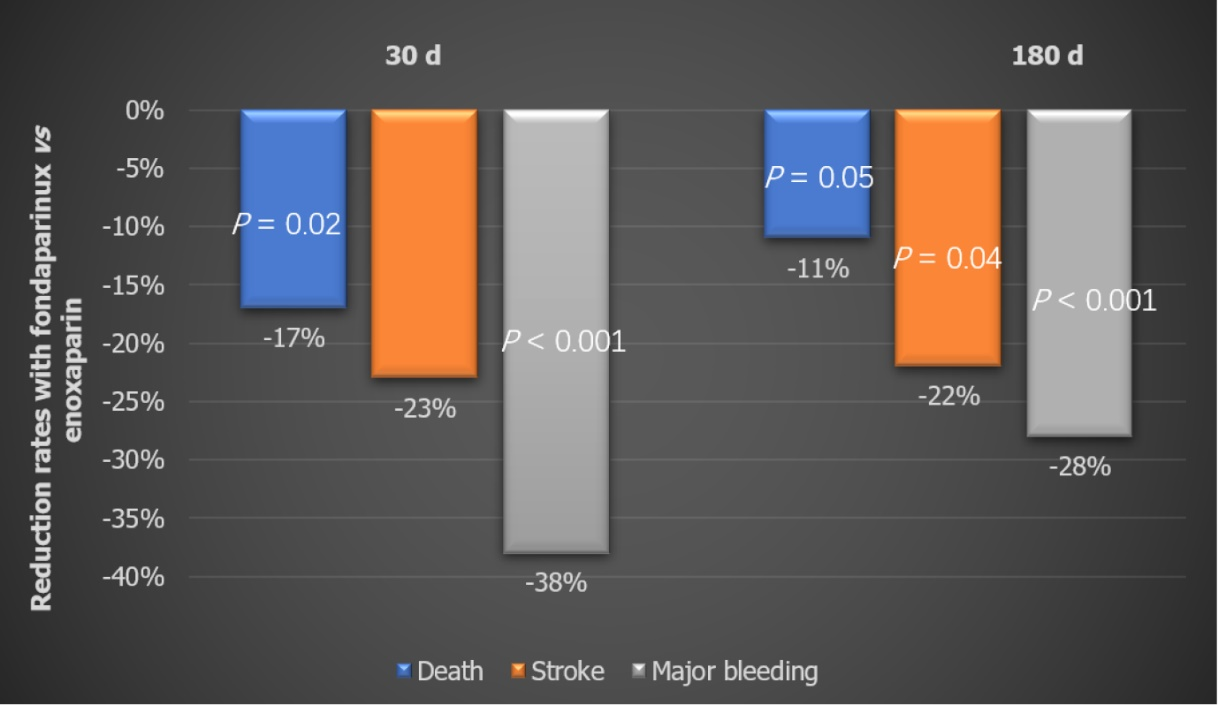 30 d
180 d
Reduction rates with fondaparinux vs
enoxaparin
0%
-5%
-10%
-15%
-20%
-25%
-30%
-35%
-40%
P = 0.02
-17%
-23%
P < 0.001
-38%
P = 0.05
-11%
P = 0.04
-22%
P < 0.001
-28%
Death Stroke Major bleeding